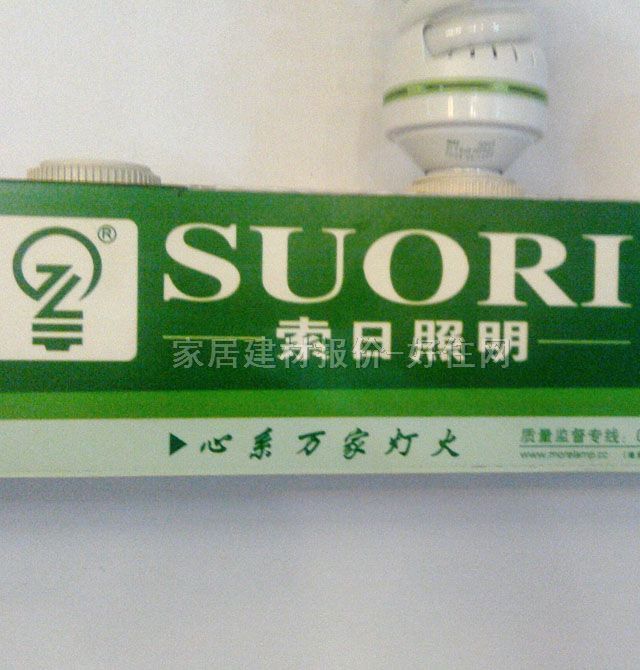 ®
SUORI
索日照明
家居建材报价-好住网
心系万家灯火
质量监督专线:
www.morelamp.cc